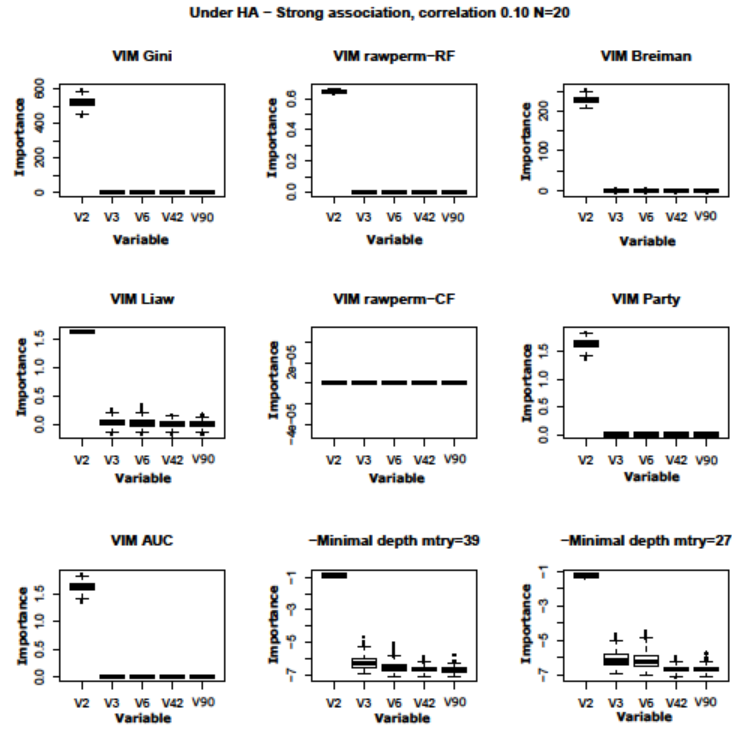 Under HA − Strong association, correlation 0.10 N=20
VIM Gini
Importance
600
400
200
0
V2 V3 V6 V42 V90
Variable
VIM rawperm−RF
Importance
0.6
0.4
0.2
0.0
V2 V3 V6 V42 V90
Variable
VIM Breiman
Importance
200
100
0
V2 V3 V6 V42 V90
Variable
VIM Liaw
Importance
1.5
1.0
0.5
0.0
V2 V3 V6 V42 V90
Variable
VIM rawperm−CF
Importance
2e−05
−4e−05
V2 V3 V6 V42 V90
Variable
VIM Party
Importance
1.5
1.0
0.5
0.0
V2 V3 V6 V42 V90
Variable
VIM AUC
Importance
1.5
1.0
0.5
0.0
V2 V3 V6 V42 V90
Variable
−Minimal depth mtry=39
Importance
−1
−3
−5
−7
V2 V3 V6 V42 V90
Variable
−Minimal depth mtry=27
Importance
−1
−3
−5
−7
V2 V3 V6 V42 V90
Variable